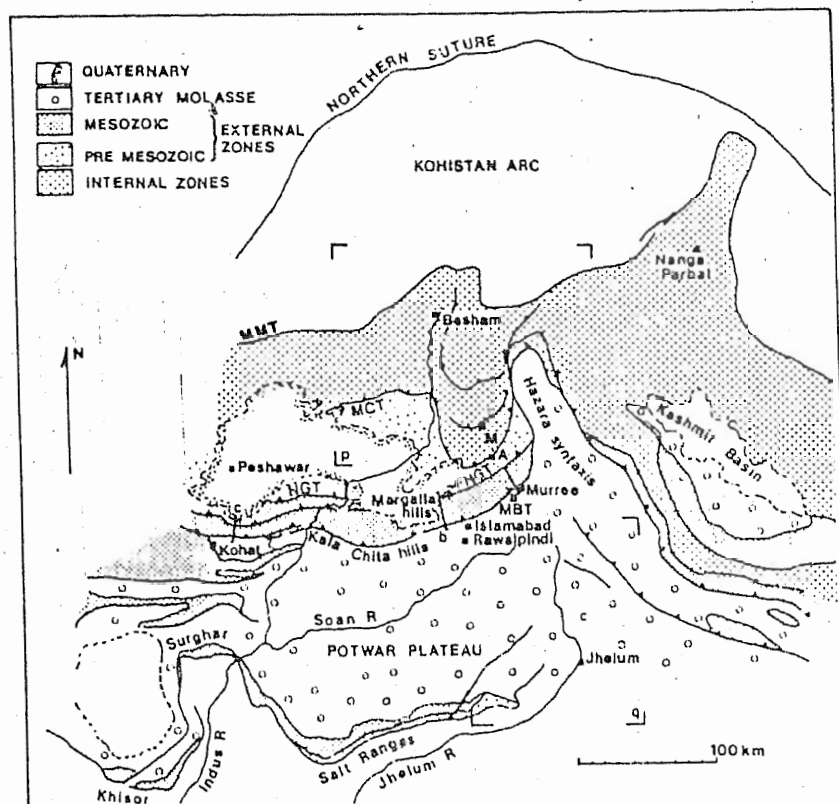 QUATERNARY
TERTIARY MOLASSE
MESOZOIC
PRE MESOZOIC
EXTERNAL
ZONES
INTERNAL ZONES
NORTHERN SUTURE
KOHISTAN ARC
Nanga
Parbat
Besham
MMT
N
MCT
Hazara syntaxis
Kashmir
Basin
M
A
P
Peshawar
HGT
HGT
Margalla
hills
Murree
MBT
c
b
Islamabad
Rawalpindi
Kohat
Kala Chita hills
Soan R
POTWAR PLATEAU
Surghar
Jhelum
Salt Ranges
Jhelum R
Indus R
Khisor
q
100 km